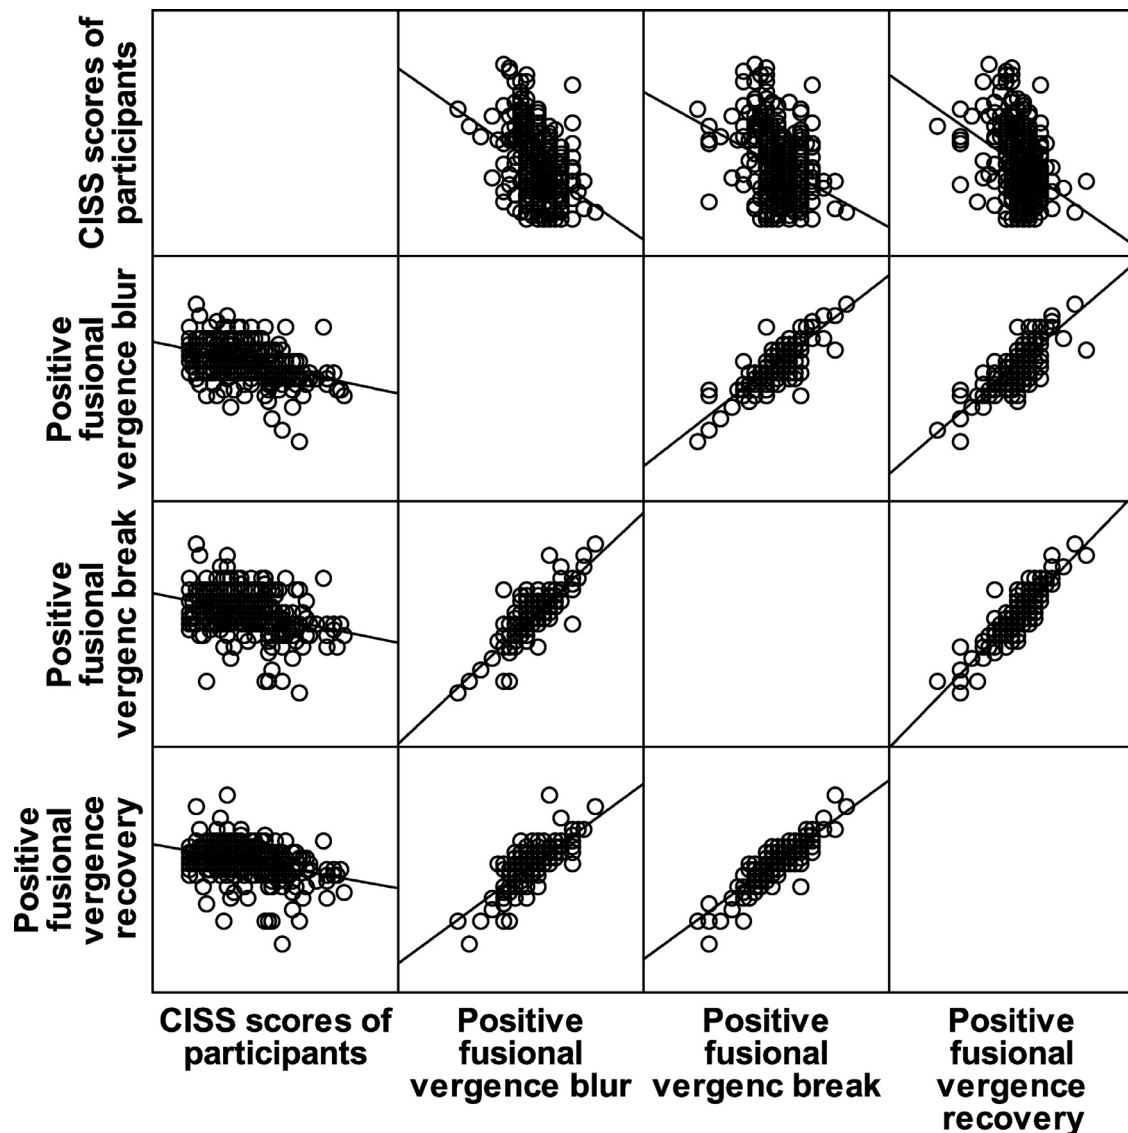 CISS scores of
participants
Positive
fusional
vergence blur
Positive
fusional
vergenc break
Positive
fusional
vergence
recovery
CISS scores of
participants
Positive
fusional
vergence blur
Positive
fusional
vergenc break
Positive
fusional
vergence
recovery